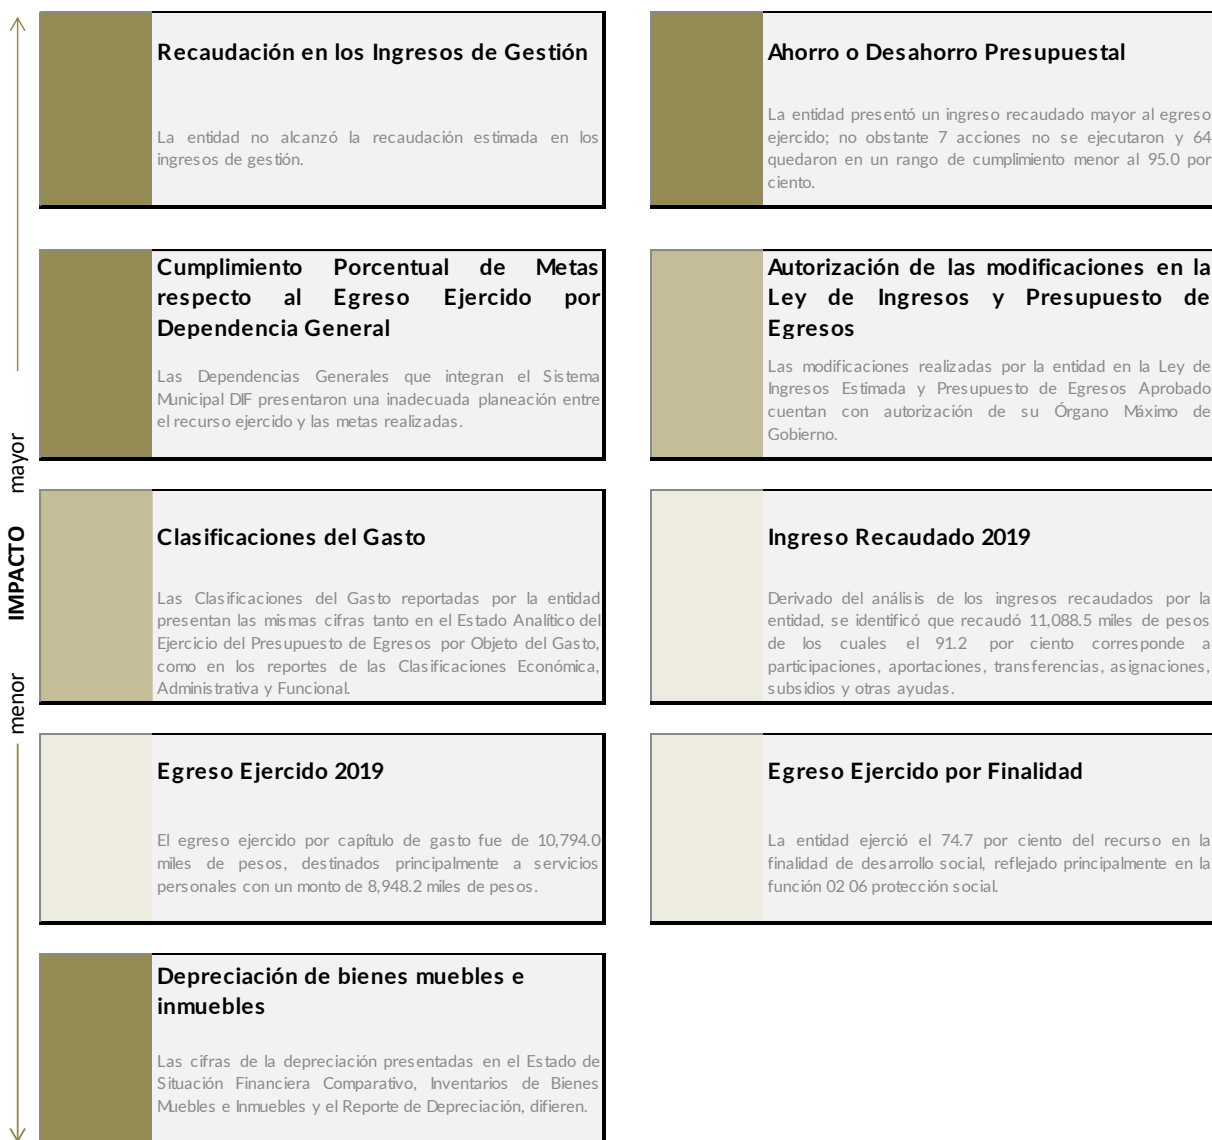 Recaudación en los Ingresos de Gestión
La entidad no alcanzó la recaudación estimada en los
ingresos de gestión.
Ahorro o Desahorro Presupuestal
La entidad presentó un ingreso recaudado mayor al egreso
ejercido; no obstante 7 acciones no se ejecutaron y 64
quedaron en un rango de cumplimiento menor al 95.0 por
ciento.
Cumplimiento Porcentual de Metas
respecto al Egreso Ejercido por
Dependencia General
Las Dependencias Generales que integran el Sistema
Municipal DIF presentaron una inadecuada planeación entre
el recurso ejercido y las metas realizadas.
Autorización de las modificaciones en la
Ley de Ingresos y Presupuesto de
Egresos
Las modificaciones realizadas por la entidad en la Ley de
Ingresos Estimada y Presupuesto de Egresos Aprobado
cuentan con autorización de su Órgano Máximo de
Gobierno.
menor IMPACTO mayor
Clasificaciones del Gasto
Las Clasificaciones del Gasto reportadas por la entidad
presentan las mismas cifras tanto en el Estado Analítico del
Ejercicio del Presupuesto de Egresos por Objeto del Gasto,
como en los reportes de las Clasificaciones Económica,
Administrativa y Funcional.
Ingreso Recaudado 2019
Derivado del análisis de los ingresos recaudados por la
entidad, se identificó que recaudó 11,088.5 miles de pesos
de los cuales el 91.2 por ciento corresponde a
participaciones, aportaciones, transferencias, asignaciones,
subsidios y otras ayudas.
Egreso Ejercido 2019
El egreso ejercido por capítulo de gasto fue de 10,794.0
miles de pesos, destinados principalmente a servicios
personales con un monto de 8,948.2 miles de pesos.
Egreso Ejercido por Finalidad
La entidad ejerció el 74.7 por ciento del recurso en la
finalidad de desarrollo social, reflejado principalmente en la
función 02 06 protección social.
Depreciación de bienes muebles e
inmuebles
Las cifras de la depreciación presentadas en el Estado de
Situación Financiera Comparativo, Inventarios de Bienes
Muebles e Inmuebles y el Reporte de Depreciación, difieren.